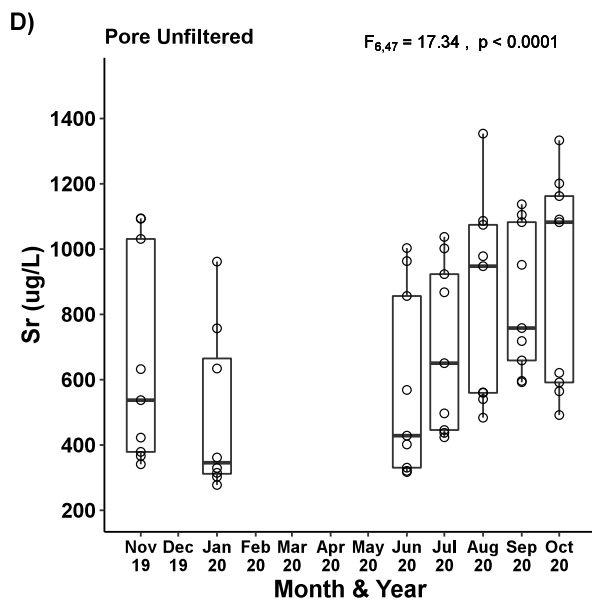 D)
Pore Unfiltered
F6,47 = 17.34 , p < 0.0001
Sr (ug/L)
1400
1200
1000
800
600
400
200
Nov Dec Jan Feb Mar Apr May Jun Jul Aug Sep Oct
19 19 20 20 20 20 20 20 20 20 20 20
Month & Year